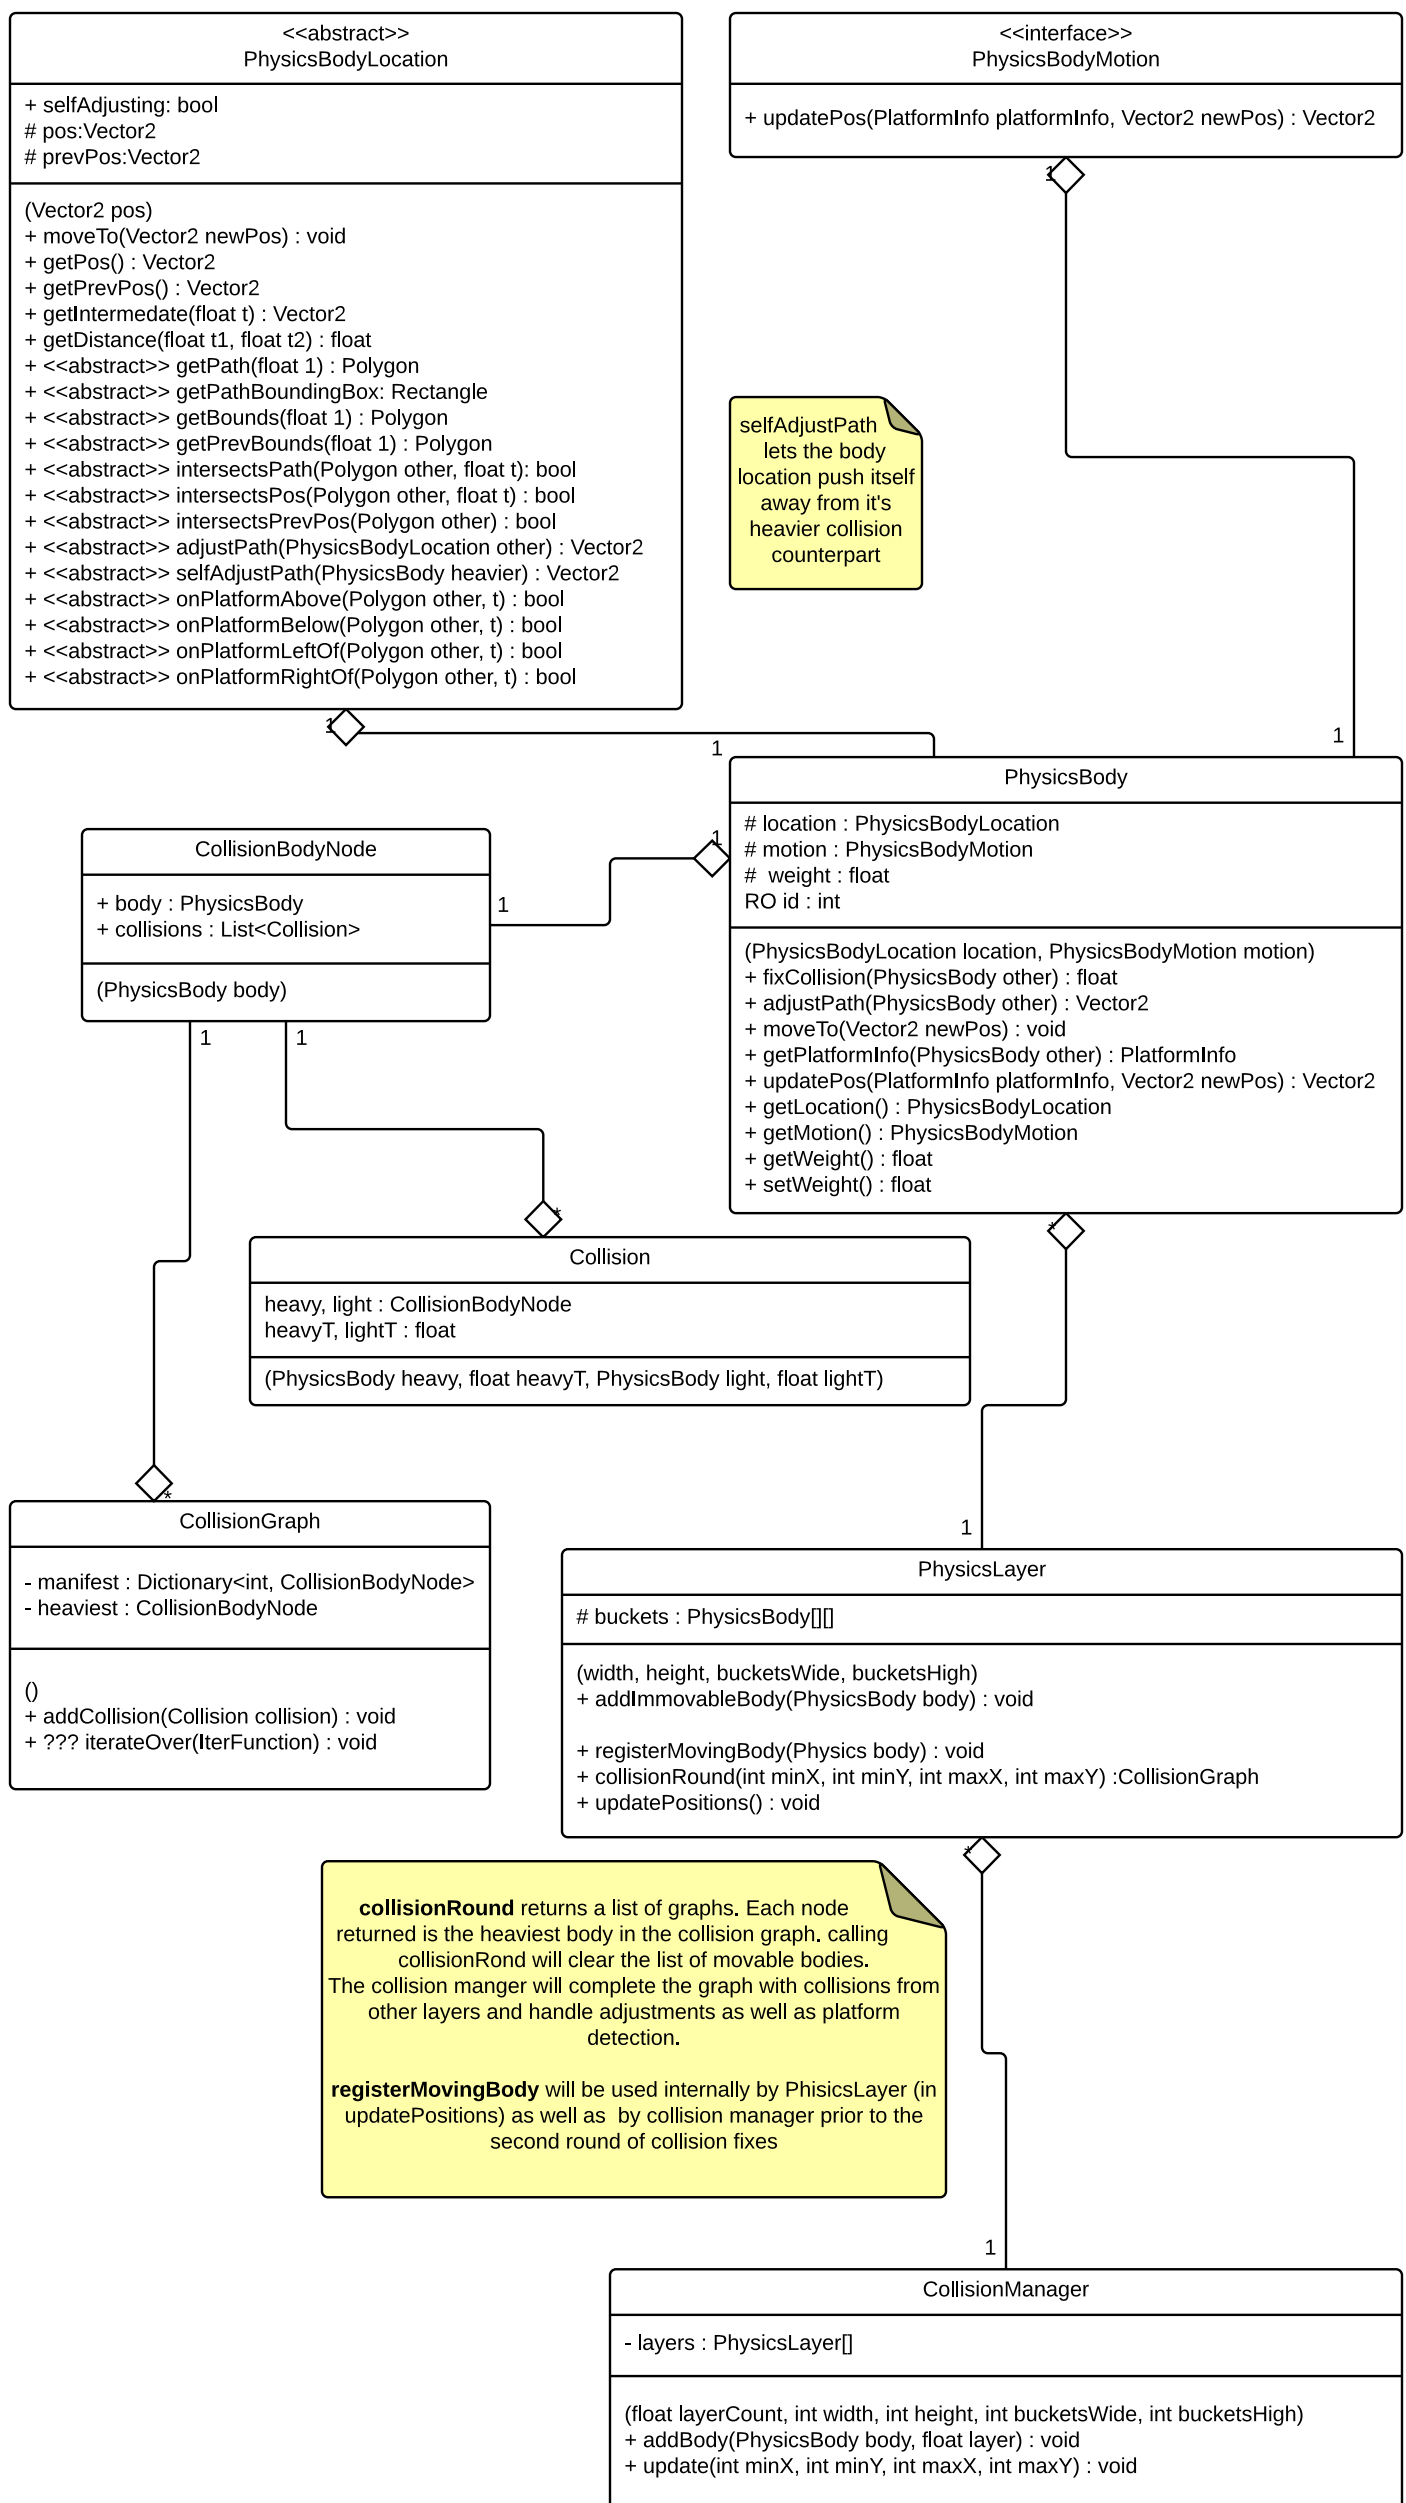 <<abstract>>
PhysicsBodyLocation
+ selfAdjusting: bool
# pos:Vector2
# prevPos:Vector2
(Vector2 pos)
+ moveTo(Vector2 newPos) : void
+ getPos() : Vector2
+ getPrevPos() : Vector2
+ getIntermedate(float t) : Vector2
+ getDistance(float t1, float t2) : float
+ <<abstract>> getPath(float 1) : Polygon
+ <<abstract>> getPathBoundingBox: Rectangle
+ <<abstract>> getBounds(float 1) : Polygon
+ <<abstract>> getPrevBounds(float 1) : Polygon
+ <<abstract>> intersectsPath(Polygon other, float t): bool
+ <<abstract>> intersectsPos(Polygon other, float t) : bool
+ <<abstract>> intersectsPrevPos(Polygon other) : bool
+ <<abstract>> adjustPath(PhysicsBodyLocation other) : Vector2
+ <<abstract>> selfAdjustPath(PhysicsBody heavier) : Vector2
+ <<abstract>> onPlatformAbove(Polygon other, t) : bool
+ <<abstract>> onPlatformBelow(Polygon other, t) : bool
+ <<abstract>> onPlatformLeftOf(Polygon other, t) : bool
+ <<abstract>> onPlatformRightOf(Polygon other, t) : bool
<<interface>>
PhysicsBodyMotion
+ updatePos(PlatformInfo platformInfo, Vector2 newPos) : Vector2
1
selfAdjustPath
lets the body
location push itself
away from it's
heavier collision
counterpart
1
1
1
PhysicsBody
# location : PhysicsBodyLocation
# motion : PhysicsBodyMotion
#  weight : float
RO id : int
(PhysicsBodyLocation location, PhysicsBodyMotion motion)
+ fixCollision(PhysicsBody other) : float
+ adjustPath(PhysicsBody other) : Vector2
+ moveTo(Vector2 newPos) : void
+ getPlatformInfo(PhysicsBody other) : PlatformInfo
+ updatePos(PlatformInfo platformInfo, Vector2 newPos) : Vector2
+ getLocation() : PhysicsBodyLocation
+ getMotion() : PhysicsBodyMotion
+ getWeight() : float
+ setWeight() : float
1
1
CollisionBodyNode
+ body : PhysicsBody
+ collisions : List<Collision>
(PhysicsBody body)
1
1
*
*
Collision
heavy, light : CollisionBodyNode
heavyT, lightT : float
(PhysicsBody heavy, float heavyT, PhysicsBody light, float lightT)
*
CollisionGraph
- manifest : Dictionary<int, CollisionBodyNode>
- heaviest : CollisionBodyNode
()
+ addCollision(Collision collision) : void
+ ??? iterateOver(IterFunction) : void
1
PhysicsLayer
# buckets : PhysicsBody[][]
(width, height, bucketsWide, bucketsHigh)
+ addImmovableBody(PhysicsBody body) : void
+ registerMovingBody(Physics body) : void
+ collisionRound(int minX, int minY, int maxX, int maxY) :CollisionGraph
+ updatePositions() : void
*
collisionRound returns a list of graphs. Each node
returned is the heaviest body in the collision graph. calling
collisionRond will clear the list of movable bodies.
The collision manger will complete the graph with collisions from
other layers and handle adjustments as well as platform
detection.
registerMovingBody will be used internally by PhisicsLayer (in
updatePositions) as well as  by collision manager prior to the
second round of collision fixes
1
CollisionManager
- layers : PhysicsLayer[]
(float layerCount, int width, int height, int bucketsWide, int bucketsHigh)
+ addBody(PhysicsBody body, float layer) : void
+ update(int minX, int minY, int maxX, int maxY) : void